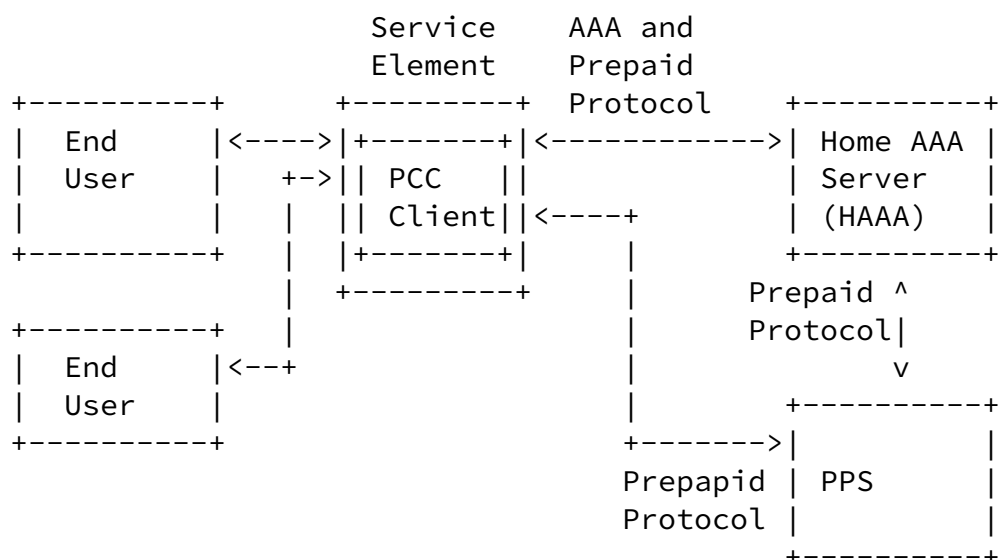 Service    AAA and
                    Element    Prepaid
+----------+      +---------+  Protocol    +----------+
|  End     |<---->|+-------+|<------------>| Home AAA |
|  User    |   +->|| PCC   ||              | Server   |
|          |   |  || Client||<----+        | (HAAA)   |
+----------+   |  |+-------+|     |        +----------+
               |  +---------+     |      Prepaid ^
+----------+   |                  |      Protocol|
|  End     |<--+                  |              v
|  User    |                      |        +----------+
+----------+                      +------->|          |
                                  Prepapid | PPS      |
                                  Protocol |          |
                                           +----------+